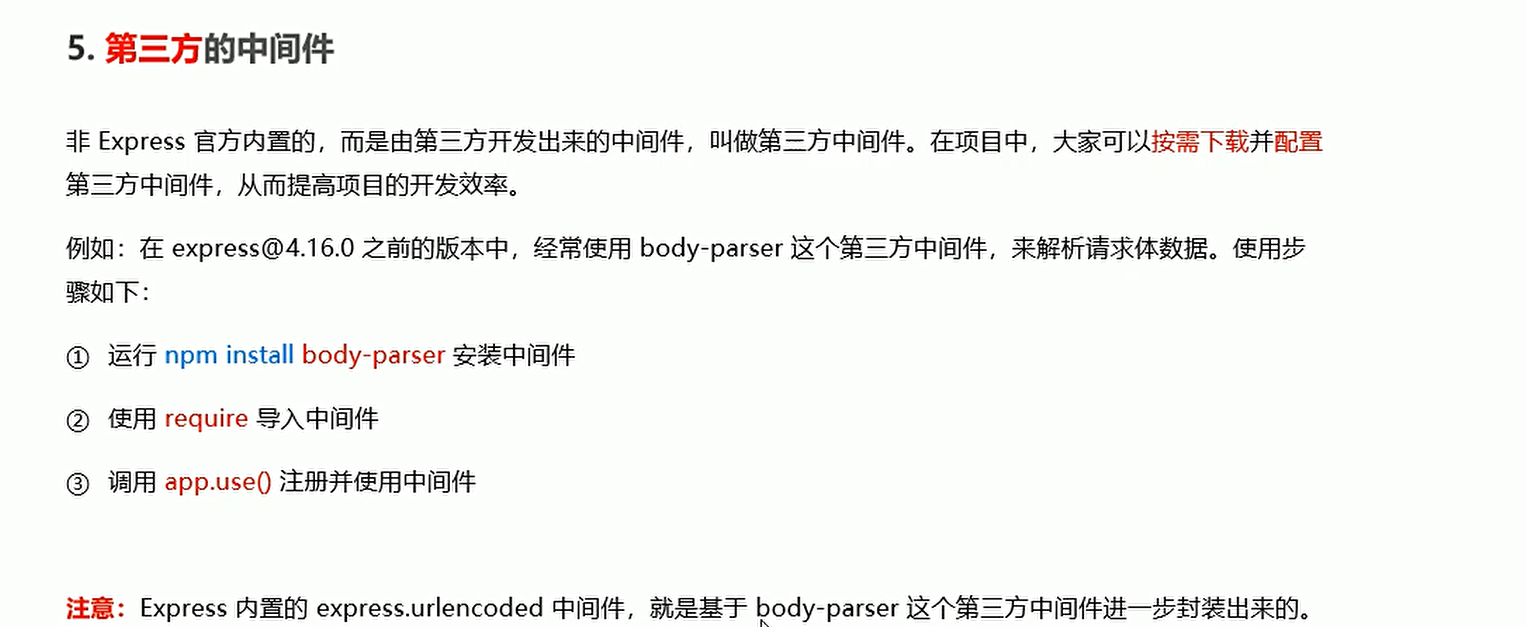 5. 第三方的中间件
非 Express 官方内置的，而是由第三方开发出来的中间件，叫做第三方中间件。在项目中，大家可以按需下载并配置
第三方中间件，从而提高项目的开发效率。
例如：在 express@4.16.0 之前的版本中，经常使用 body-parser 这个第三方中间件，来解析请求体数据。使用步
骤如下：
① 运行 npm install body-parser 安装中间件
② 使用 require 导入中间件
③ 调用 app.use() 注册并使用中间件
注意：Express 内置的 express.urlencoded 中间件，就是基于 body-parser 这个第三方中间件进一步封装出来的。